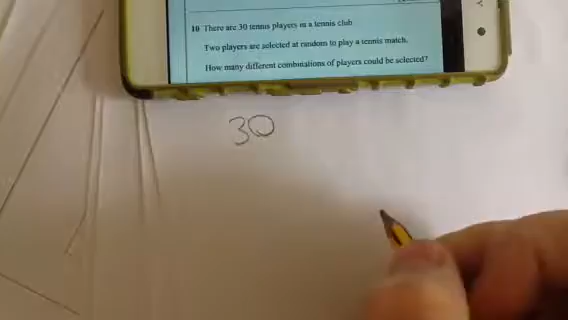 10 There are 30 tennis players in a tennis club
Two players are selected at random to play a tennis match.
How many different combinations of players could be selected?
30